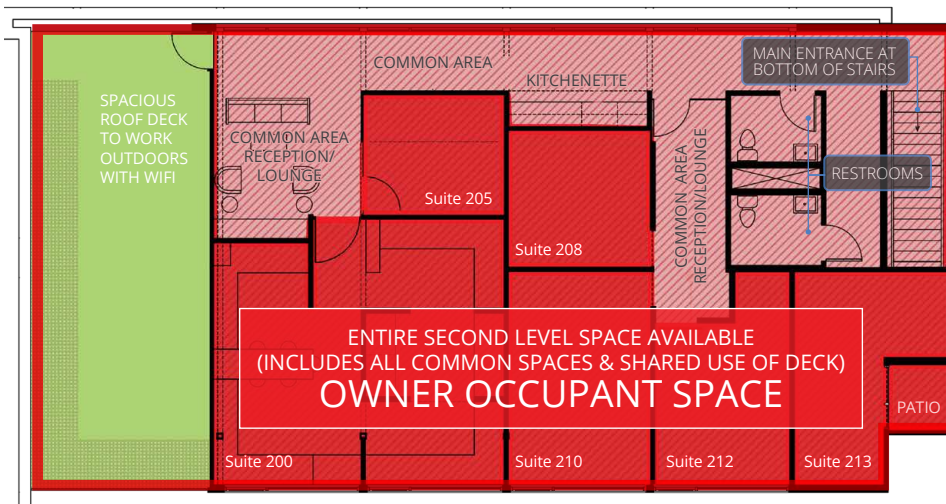 COMMON AREA
MAIN ENTRANCE AT
BOTTOM OF STAIRS
KITCHENETTE
SPACIOUS
ROOF DECK
TO WORK
OUTDOORS
WITH WIFI
COMMON AREA
RECEPTION/
LOUNGE
COMMON AREA
RECEPTION/LOUNGE
RESTROOMS
Suite 205
Suite 208
ENTIRE SECOND LEVEL SPACE AVAILABLE
(INCLUDES ALL COMMON SPACES & SHARED USE OF DECK)
OWNER OCCUPANT SPACE
PATIO
Suite 200
Suite 210
Suite 212
Suite 213